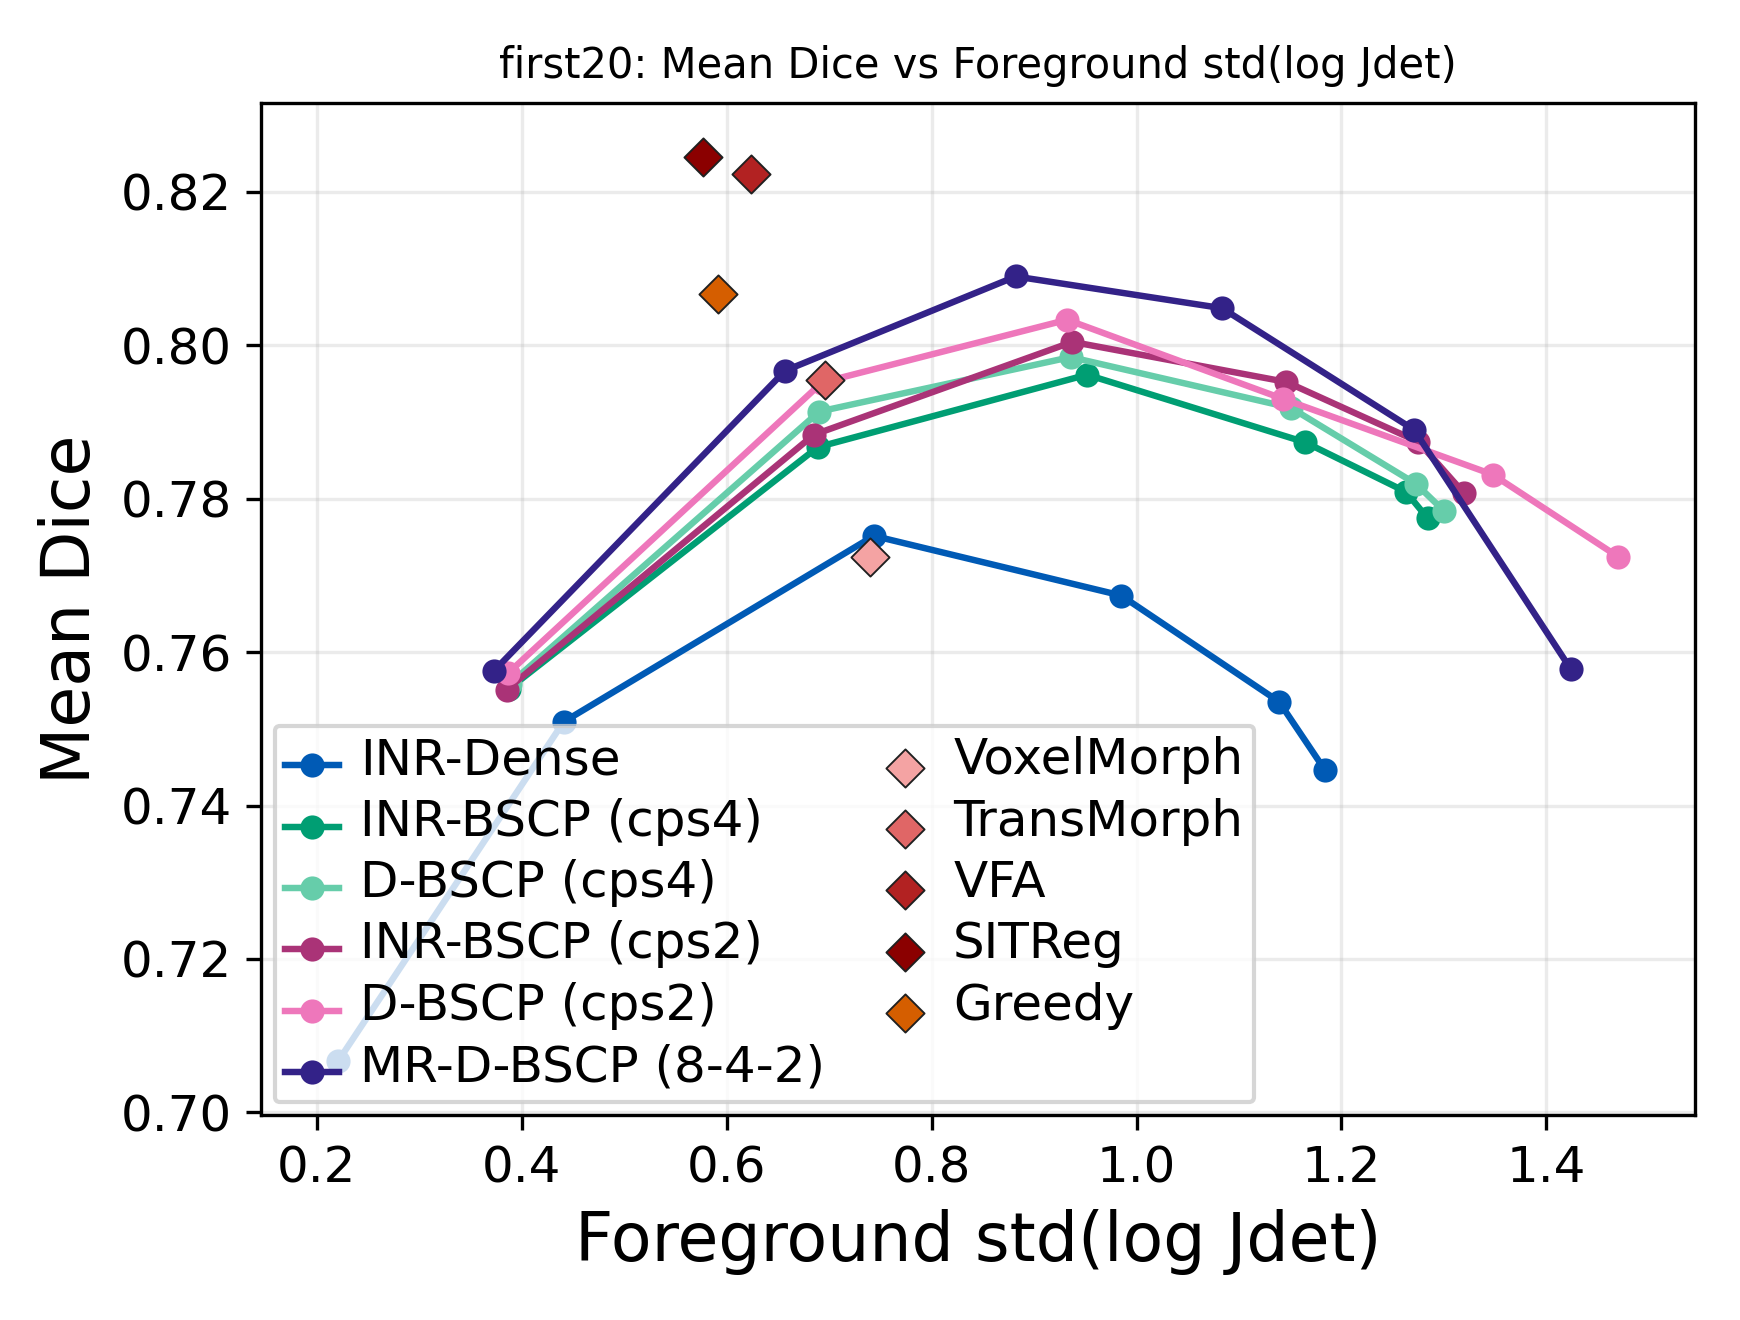 first20: Mean Dice vs Foreground std(log Jdet)
0.82
0.80
0.78
0.76
0.74
0.72
0.70
Mean Dice
INR-Dense
INR-BSCP (cps4)
D-BSCP (cps4)
INR-BSCP (cps2)
D-BSCP (cps2)
MR-D-BSCP (8-4-2)
VoxelMorph
TransMorph
VFA
SITReg
Greedy
0.2 0.4 0.6 0.8 1.0 1.2 1.4
Foreground std(log Jdet)